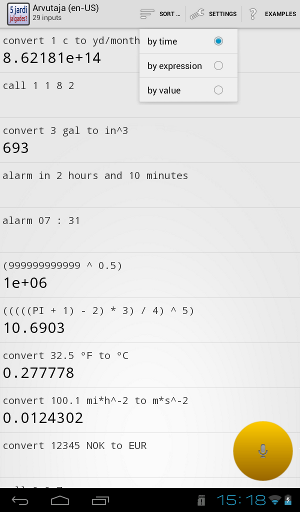 5 jardi
jalgades?
Arvutaja (en-US)
29 inputs
SORT ...
SETTINGS
EXAMPLES
by time
by expression
by value
convert 1 c to yd/month
8.62181e+14
call 1 1 8 2
convert 3 gal to in^3
693
alarm in 2 hours and 10 minutes
alarm 07 : 31
(999999999999 ^ 0.5)
1e+06
(((((PI + 1) - 2) * 3) / 4) ^ 5)
10.6903
convert 32.5 °F to °C
0.277778
convert 100.1 mi*h^-2 to m*s^-2
0.0124302
convert 12345 NOK to EUR
15:18